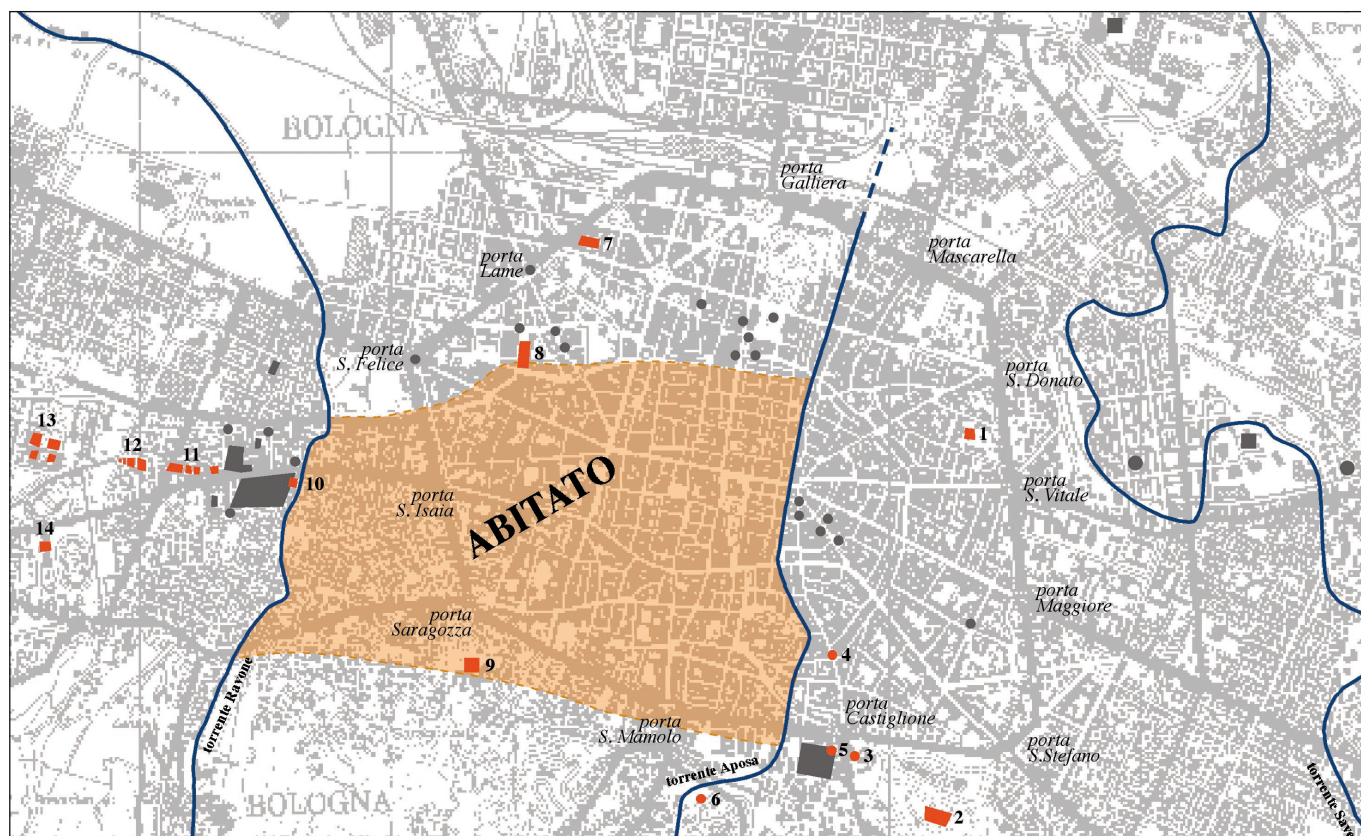 BOLOGNA
porta
Galliera
porta
Mascarella
7
porta
Lame
8
porta
S. Felice
porta
S. Donato
13
12
11
10
1
ABITATO
porta
S. Isaia
porta
S. Vitale
14
porta
Maggiore
porta
Saragozza
4
9
torrente Ravone
porta
Castiglione
porta
S. Mamolo
5
3
porta
S.Stefano
torrente Aposa
6
2
BOLOGNA